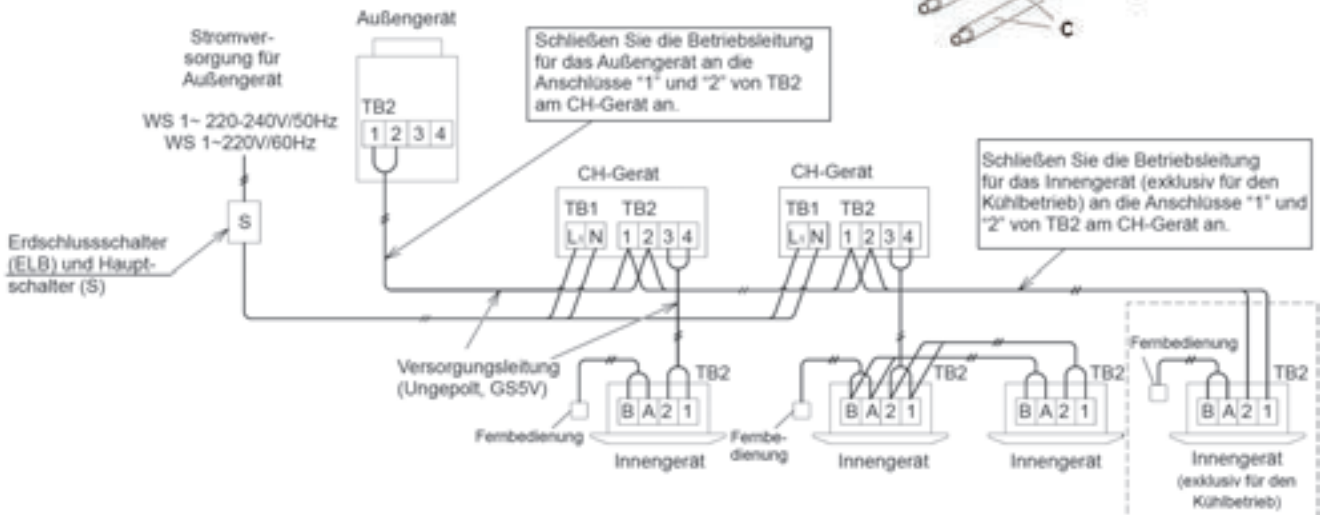 C
Außengerät
Stromver-
sorgung für
Außengerät
WS 1~ 220-240V/50Hz
WS 1~220V/60Hz
TB2
1 2 3 4
Schließen Sie die Betriebsleitung
für das Außengerät an die
Anschlüsse "1" und "2" von TB2
am CH-Gerät an.
S
Erdschlussschalter
(ELB) und Haupt-
schalter (S)
CH-Gerät
TB1 TB2
L1 N 1 2 3 4
CH-Gerät
TB1 TB2
L1 N 1 2 3 4
Schließen Sie die Betriebsleitung
für das Innengerät (exklusiv für den
Kühlbetrieb) an die Anschlüsse "1" und
"2" von TB2 am CH-Gerät an.
Versorgungsleitung
(Ungepolt, GS5V)
Fernbedienung
TB2
B A 2 1
Innengerät
Fernbe-
dienung
TB2
B A 2 1
Innengerät
TB2
B A 2 1
Innengerät
Fernbedienung
TB2
B A 2 1
Innengerät
(exklusiv für den
Kühlbetrieb)